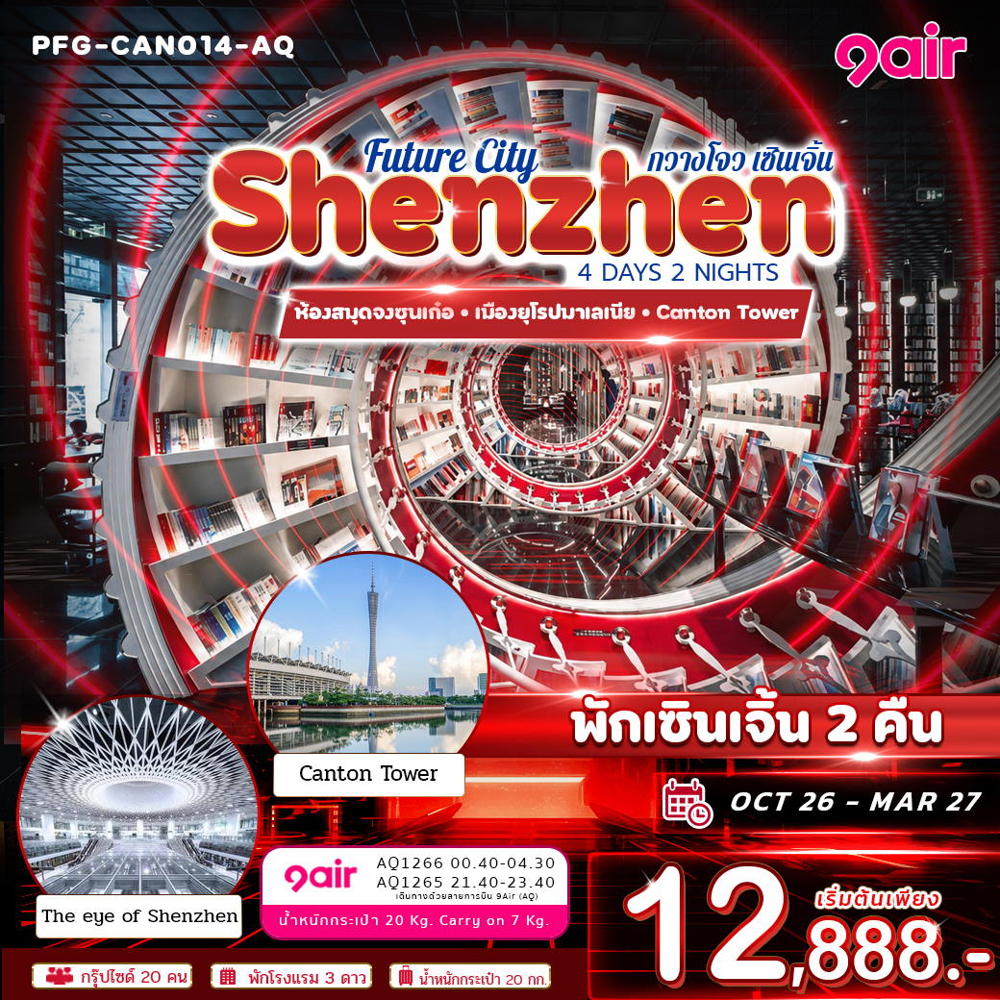 PFG-CAN014-AQ
9air
Future City
กวางโจว เซินเจิ้น
Shenzhen
4 DAYS 2 NIGHTS
ห้องสมุดจงซูเก๋อ • เมืองยุโรปมาเลเนีย • Canton Tower
พักเซินเจิ้น 2 คืน
Canton Tower
OCT 26 – MAR 27
The eye of Shenzhen
9air
AQ1266 00.40-04.30
AQ1265 21.40-23.40
เดินทางด้วยสายการบิน 9Air (AQ)
น้ำหนักกระเป๋า 20 Kg. Carry on 7 Kg.
เริ่มต้นเพียง
12,888.-
กรุ๊ปไซด์ 20 คน
พักโรงแรม 3 ดาว
น้ำหนักกระเป๋า 20 กก.